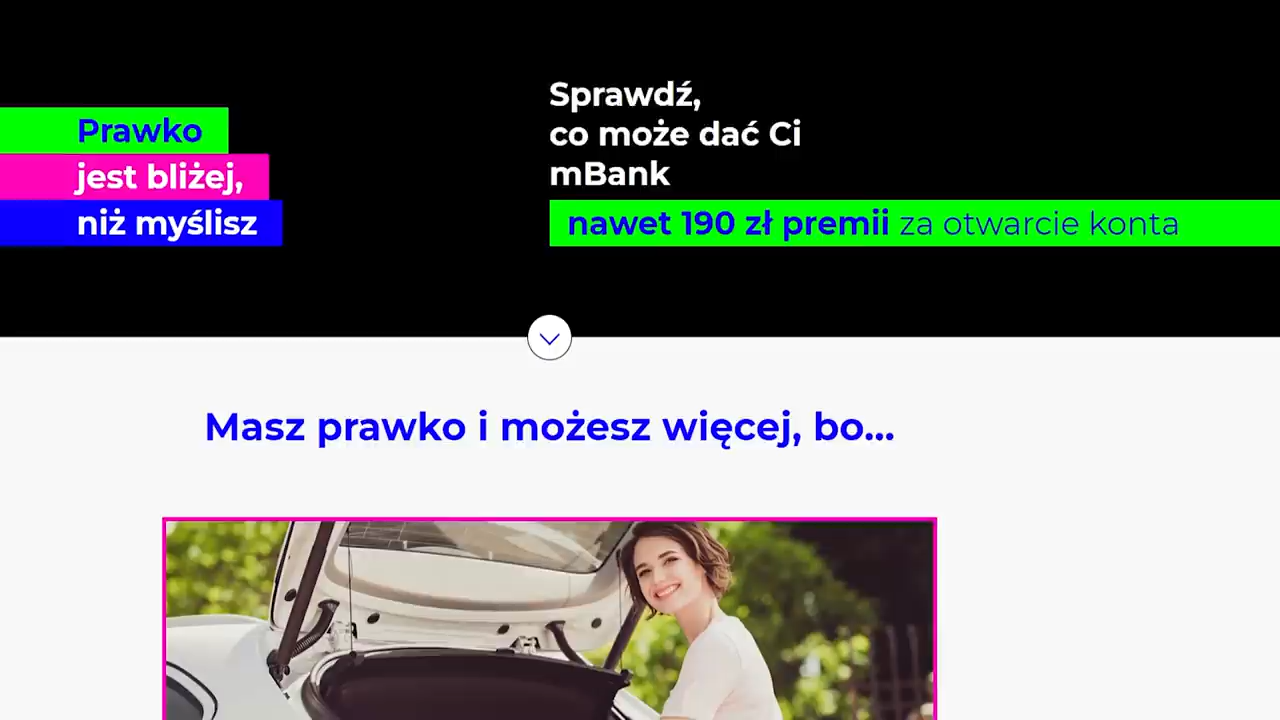 Prawko
jest bliżej,
niż myślisz
Sprawdź,
co może dać Ci
mBank
nawet 190 zł premii za otwarcie konta
Masz prawko i możesz więcej, bo...